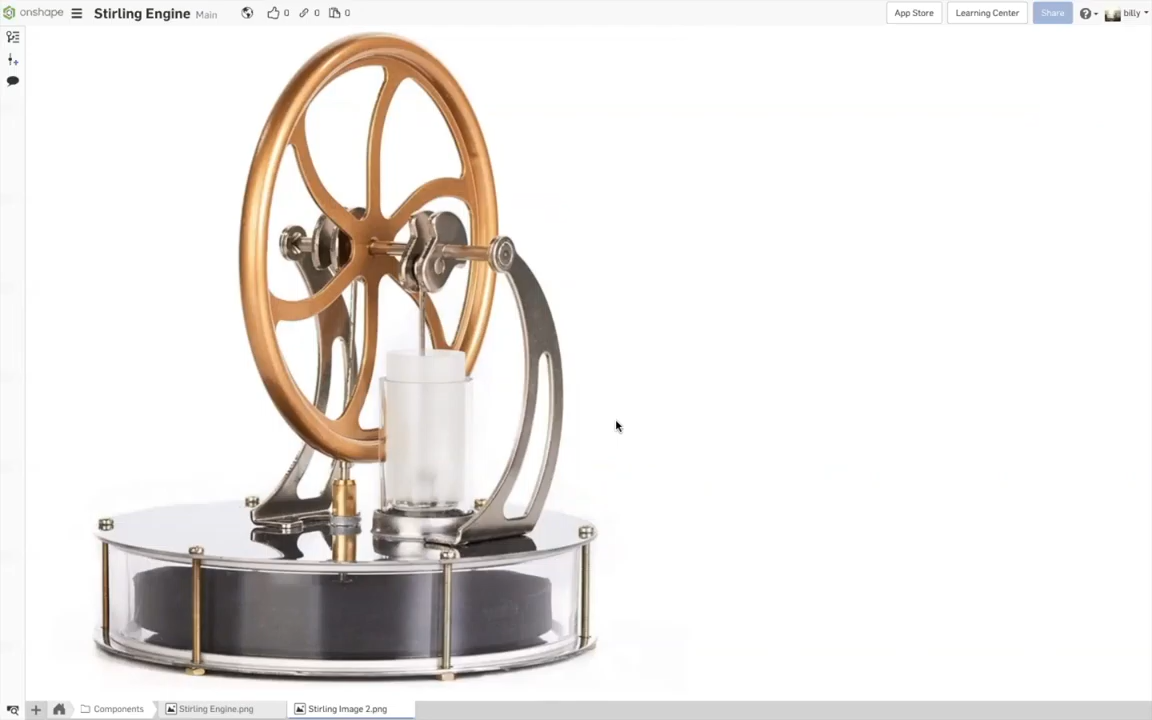 onshape Stirling Engine Main 0 0 0 App Store Learning Center Share billy
Components Stirling Engine.png Stirling Image 2.png